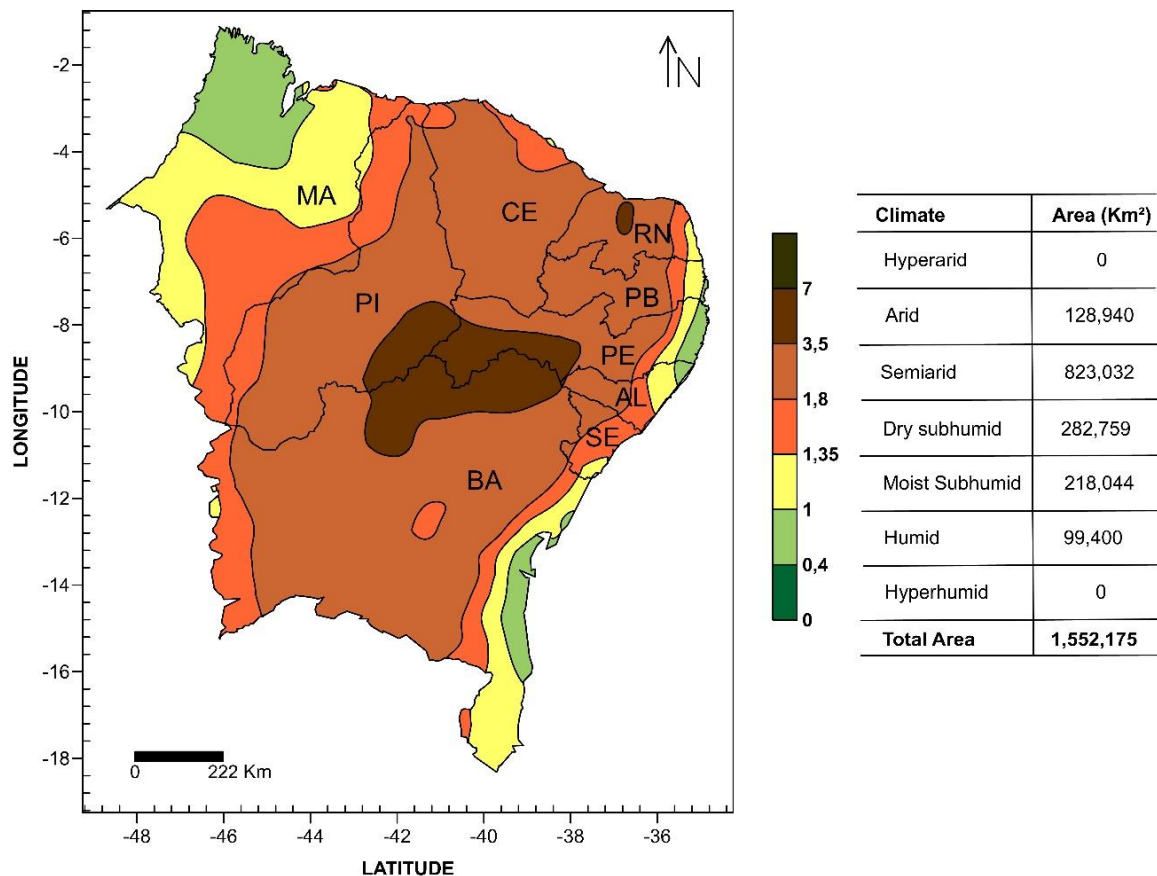 N
-2
-4
-6
-8
-10
-12
-14
-16
-18
LONGITUDE
MA
CE
RN
PI
PB
PE
AL
SE
BA
0
222 Km
-48
-46
-44
-42
-40
-38
-36
LATITUDE
7
3,5
1,8
1,35
1
0,4
0
Climate Area (Km²)
Hyperarid 0
Arid 128,940
Semiarid 823,032
Dry subhumid 282,759
Moist Subhumid 218,044
Humid 99,400
Hyperhumid 0
Total Area 1,552,175